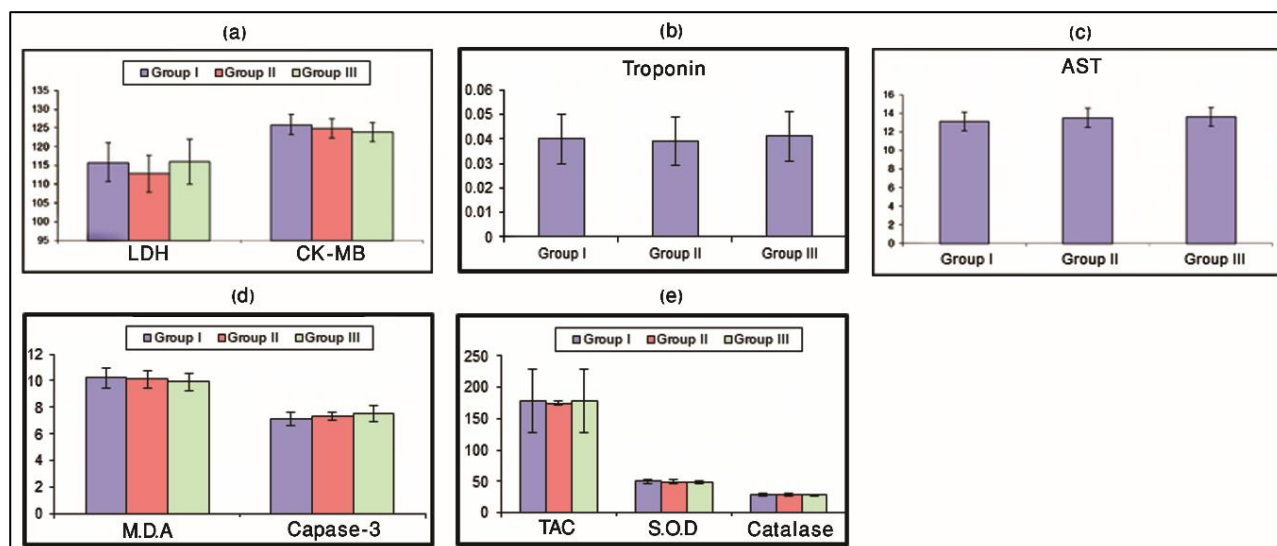 (a)
Group I Group II Group III
135
130
125
120
115
110
105
100
95
LDH CK-MB
(b)
Troponin
0.06
0.05
0.04
0.03
0.02
0.01
0
Group I Group II Group III
(c)
AST
16
14
12
10
8
6
4
2
0
Group I Group II Group III
(d)
Group I Group II Group III
12
10
8
6
4
2
0
M.D.A Capase-3
(e)
Group I Group II Group III
250
200
150
100
50
0
TAC S.O.D Catalase